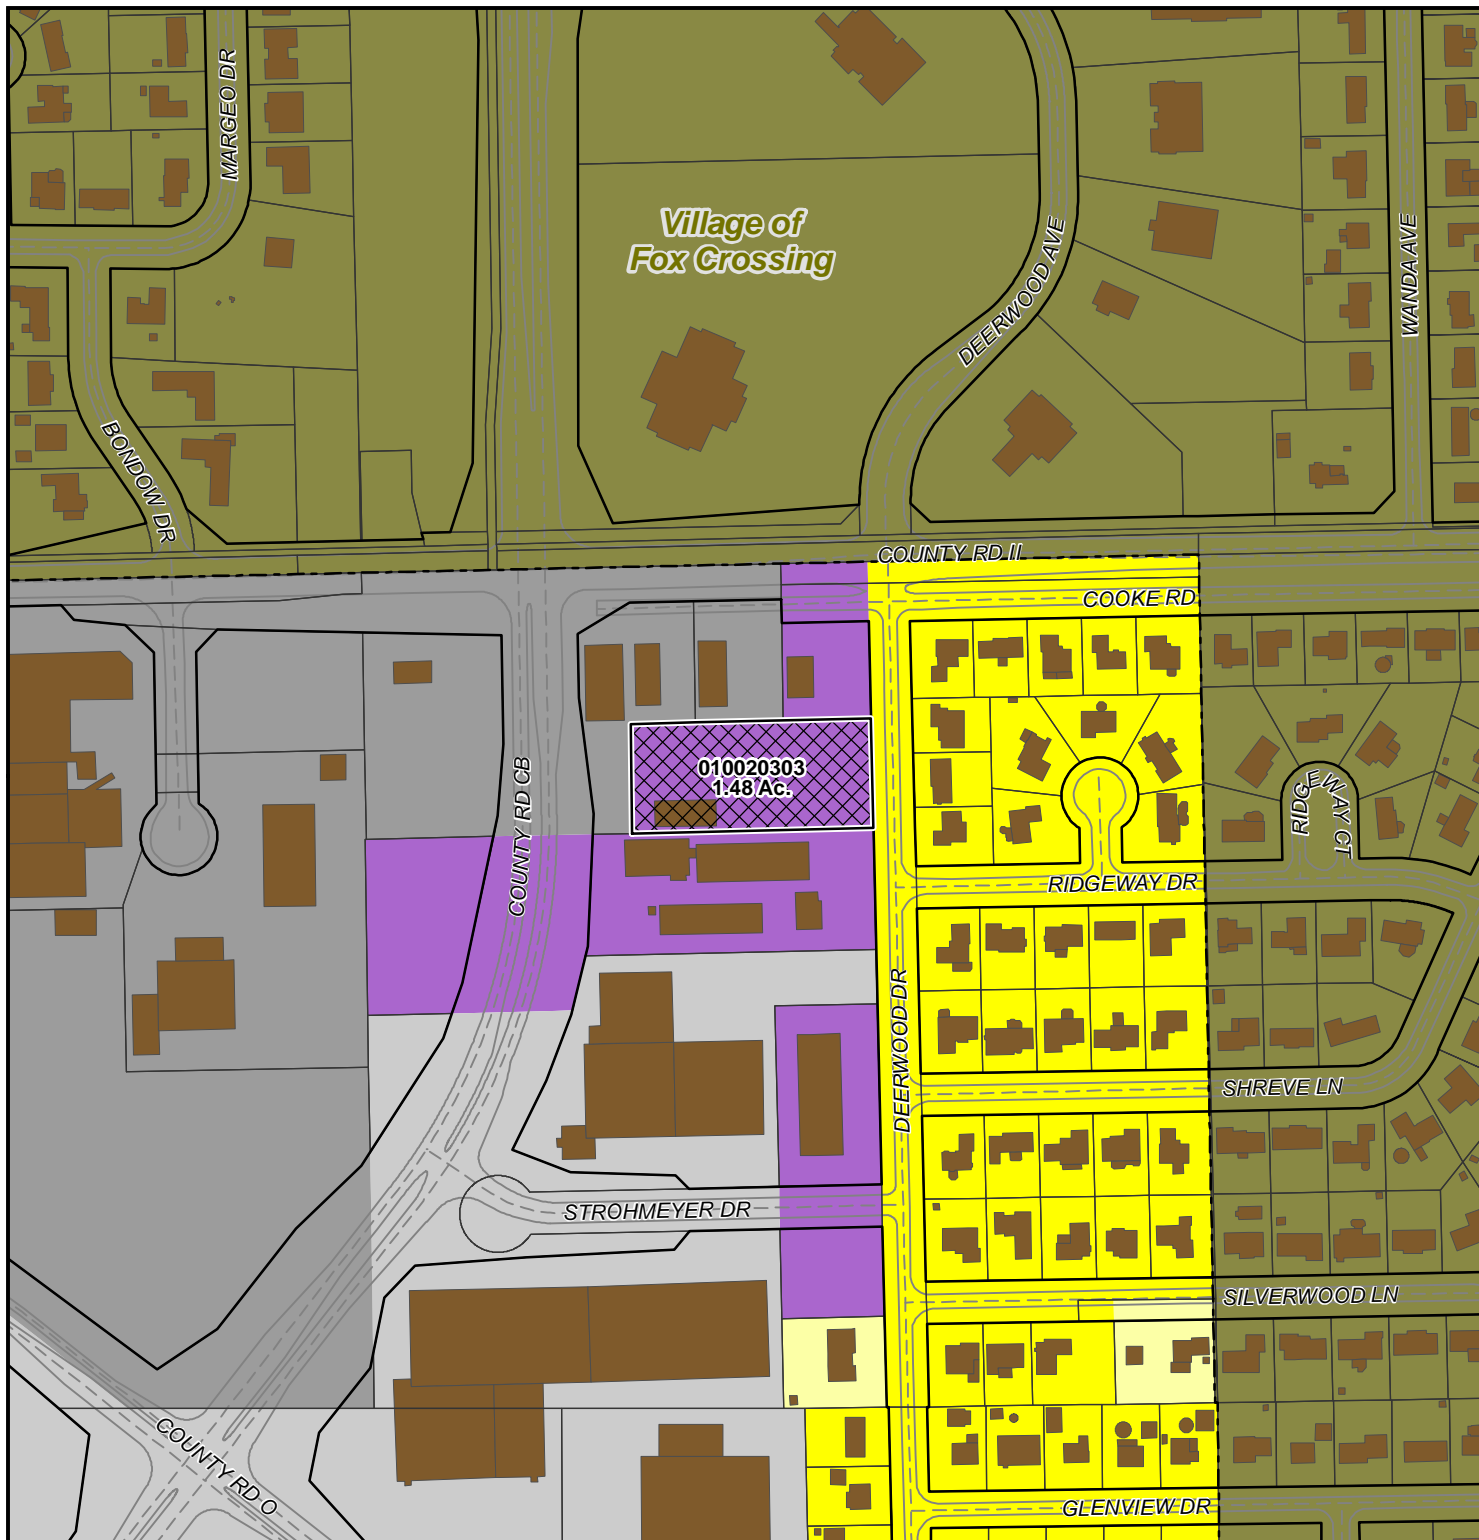 MARGEO DR
Village of
Fox Crossing
DEERWOOD AVE
WANDA AVE
BONDOW DR
COUNTY RD II
COOKE RD
010020303
1.48 Ac.
COUNTY RD CB
RIDGEWAY CT
RIDGEWAY DR
DEERWOOD DR
SHREVE LN
STROHMEYER DR
SILVERWOOD LN
COUNTY RD O
GLENVIEW DR